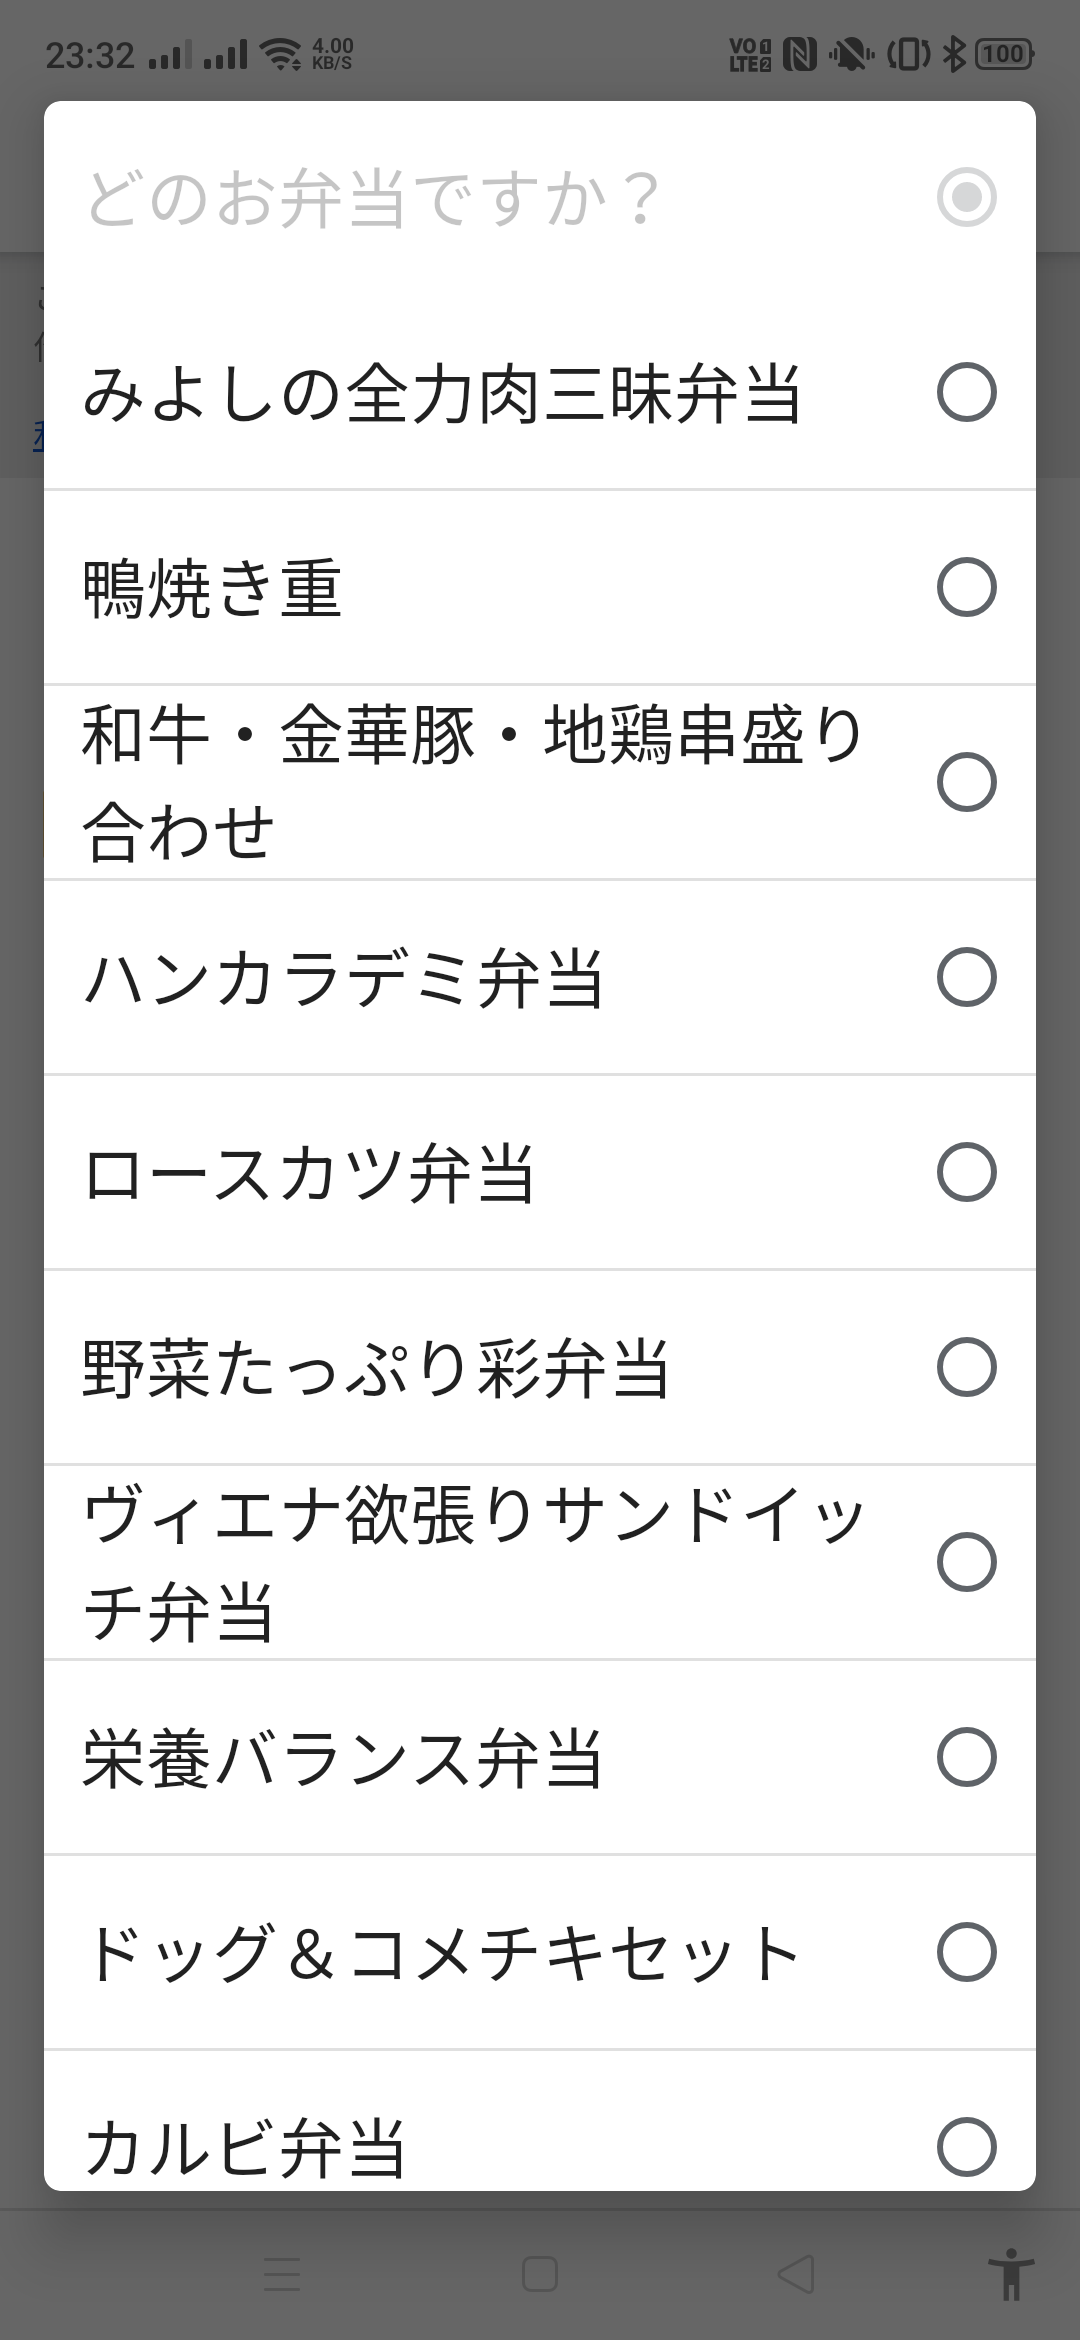 23:32 4.00 KB/S VO LTE 1 2 100
どのお弁当ですか？
みよしの全力肉三昧弁当
鴨焼き重
和牛・金華豚・地鶏串盛り
合わせ
ハンカラデミ弁当
ロースカツ弁当
野菜たっぷり彩弁当
ヴィエナ欲張りサンドイッ
チ弁当
栄養バランス弁当
ドッグ＆コメチキセット
カルビ弁当